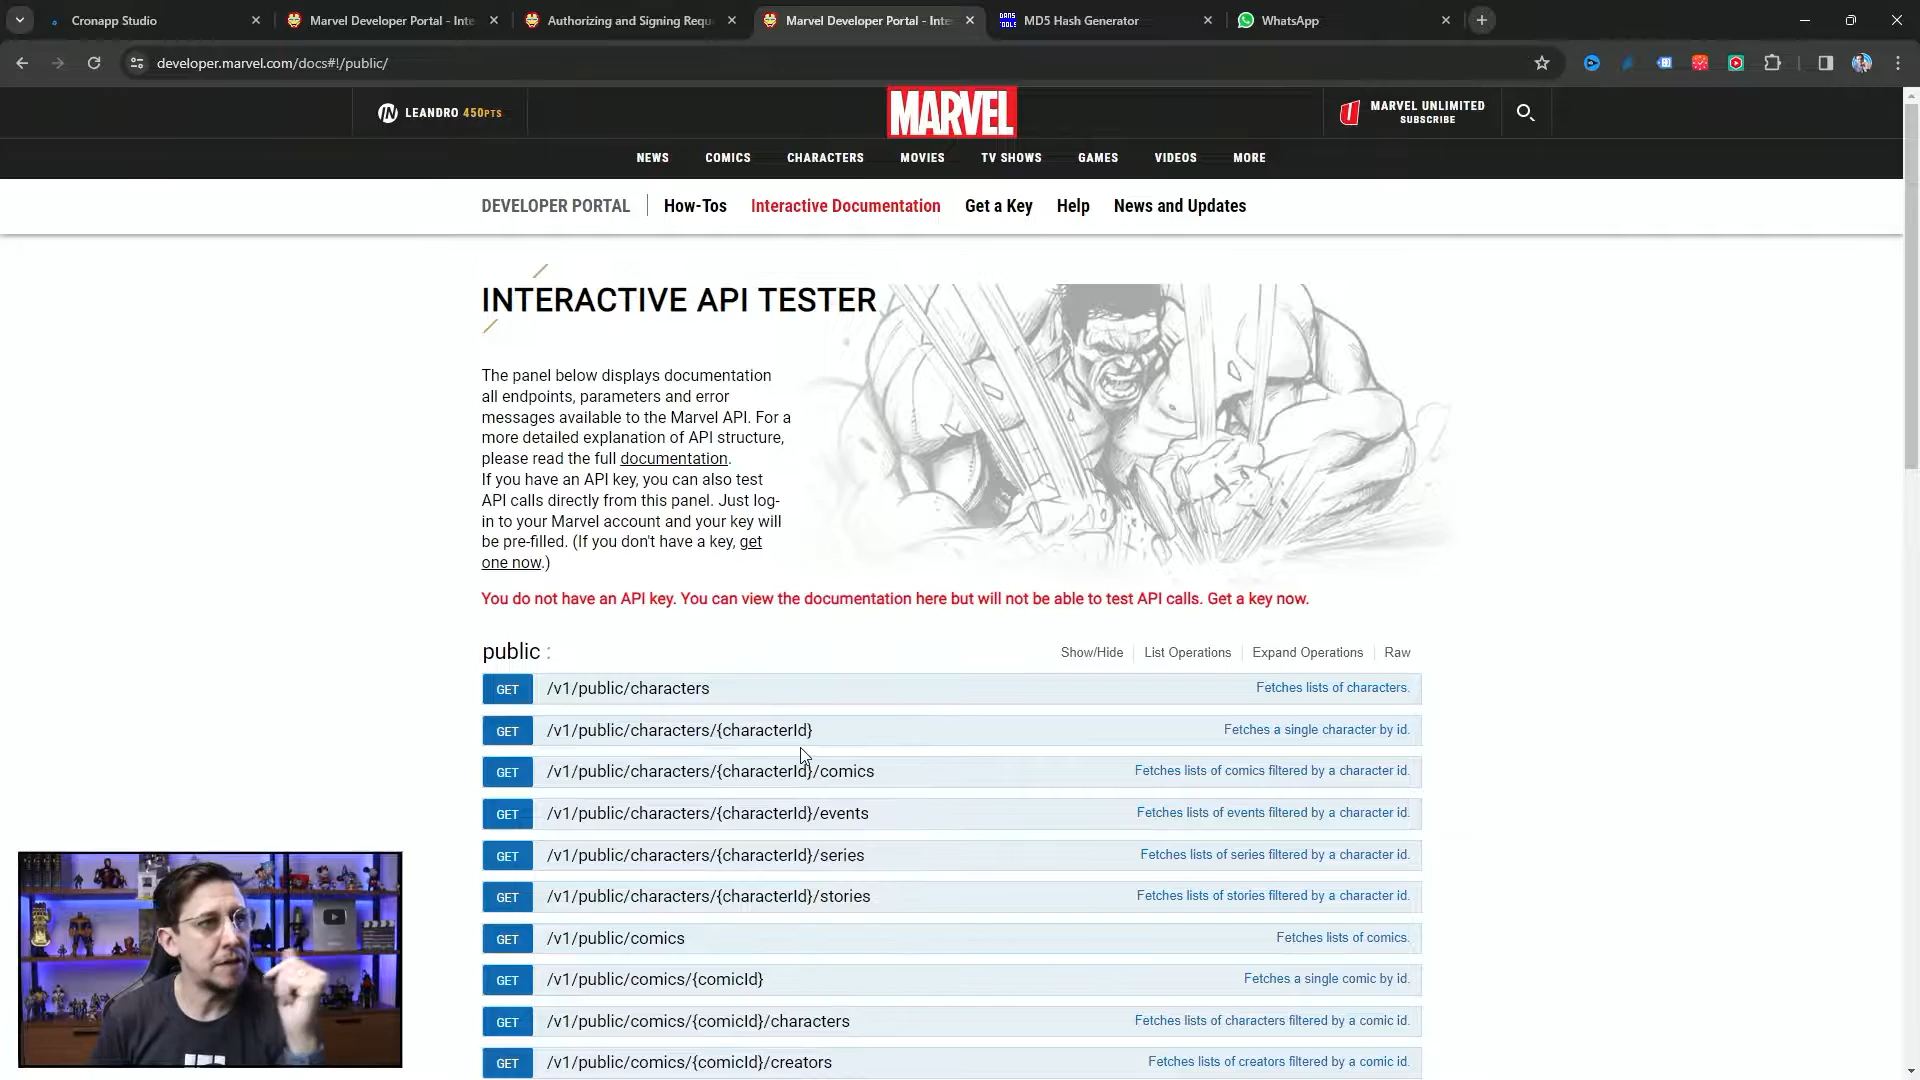 Cronapp Studio
Marvel Developer Portal - Inte
Authorizing and Signing Requ
Marvel Developer Portal - Inte
MD5 Hash Generator
WhatsApp
developer.marvel.com/docs#!/public/
LEANDRO 450PTS
MARVEL
MARVEL UNLIMITED
SUBSCRIBE
NEWS
COMICS
CHARACTERS
MOVIES
TV SHOWS
GAMES
VIDEOS
MORE
DEVELOPER PORTAL
How-Tos
Interactive Documentation
Get a Key
Help
News and Updates
INTERACTIVE API TESTER
The panel below displays documentation
all endpoints, parameters and error
messages available to the Marvel API. For a
more detailed explanation of API structure,
please read the full documentation.
If you have an API key, you can also test
API calls directly from this panel. Just log-
in to your Marvel account and your key will
be pre-filled. (If you don't have a key, get
one now.)
You do not have an API key. You can view the documentation here but will not be able to test API calls. Get a key now.
public :
Show/Hide
List Operations
Expand Operations
Raw
GET /v1/public/characters Fetches lists of characters.
GET /v1/public/characters/{characterId} Fetches a single character by id.
GET /v1/public/characters/{characterId}/comics Fetches lists of comics filtered by a character id.
GET /v1/public/characters/{characterId}/events Fetches lists of events filtered by a character id.
GET /v1/public/characters/{characterId}/series Fetches lists of series filtered by a character id.
GET /v1/public/characters/{characterId}/stories Fetches lists of stories filtered by a character id.
GET /v1/public/comics Fetches lists of comics.
GET /v1/public/comics/{comicId} Fetches a single comic by id.
GET /v1/public/comics/{comicId}/characters Fetches lists of characters filtered by a comic id.
GET /v1/public/comics/{comicId}/creators Fetches lists of creators filtered by a comic id.